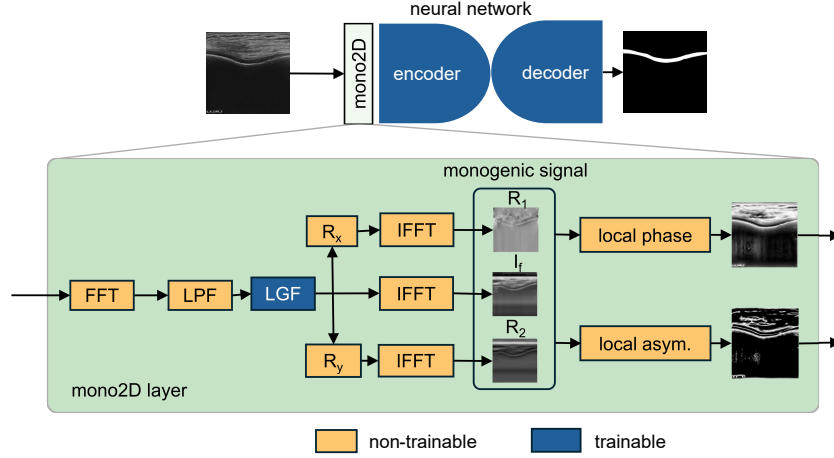 neural network
mono2D
encoder
decoder
monogenic signal
R1
Rx
IFFT
local phase
If
FFT
LPF
LGF
IFFT
R2
Ry
IFFT
local asym.
mono2D layer
non-trainable
trainable